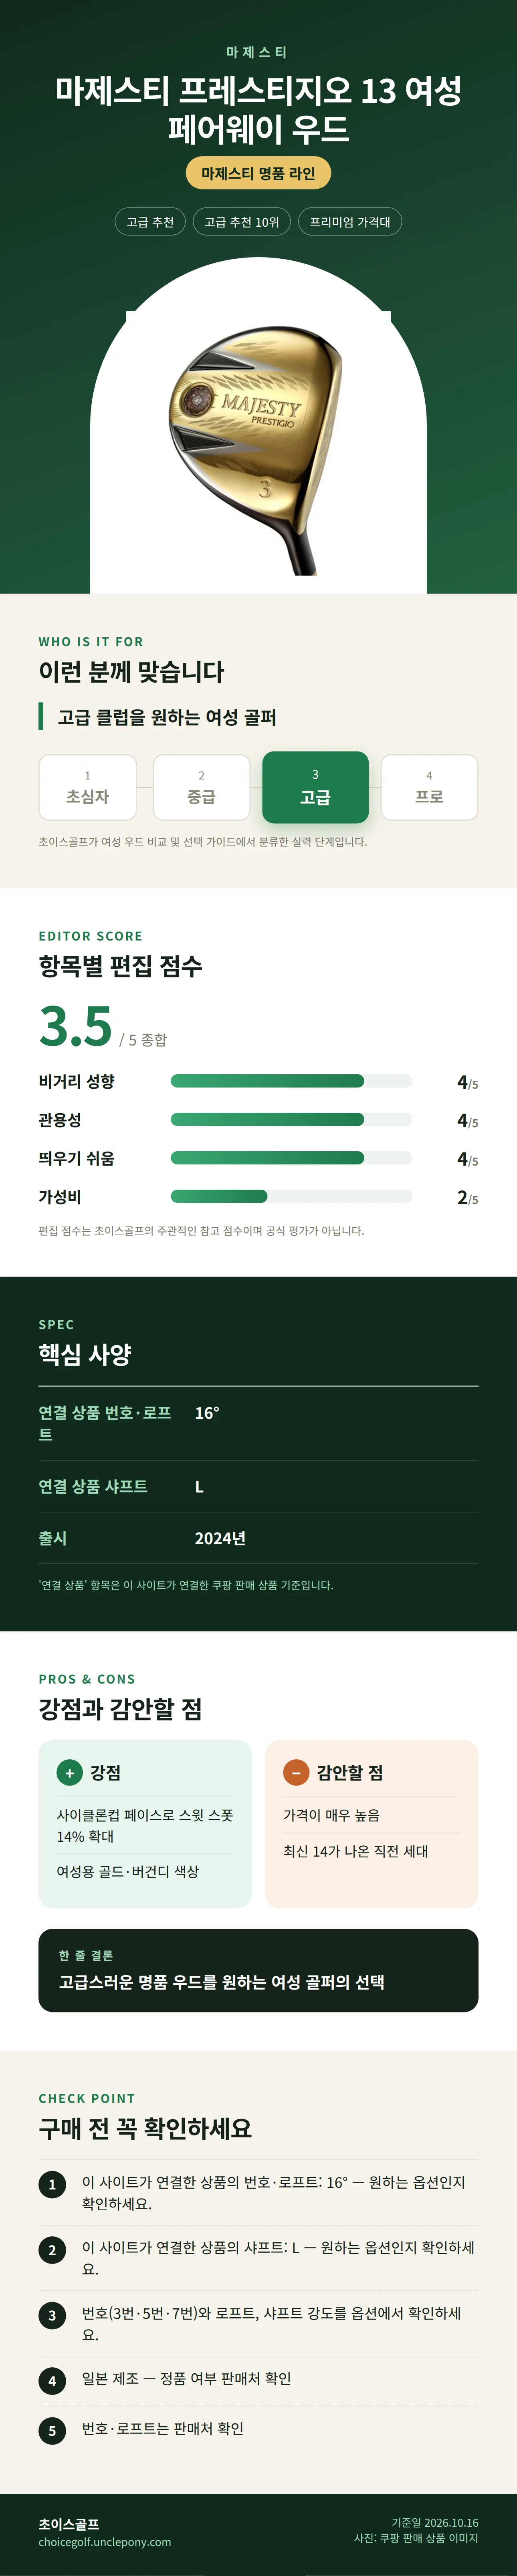 마제스티
마제스티 프레스티지오 13 여성
페어웨이 우드
마제스티 명품 라인
고급 추천
고급 추천 10위
프리미엄 가격대
MAJESTY
PRESTIGIO
3
WHO IS IT FOR
이런 분께 맞습니다
고급 클럽을 원하는 여성 골퍼
1
초심자
2
중급
3
고급
4
프로
초이스골프가 여성 우드 비교 및 선택 가이드에서 분류한 실력 단계입니다.
EDITOR SCORE
항목별 편집 점수
3.5 / 5 종합
비거리 성향 4/5
관용성 4/5
띄우기 쉬움 4/5
가성비 2/5
편집 점수는 초이스골프의 주관적인 참고 점수이며 공식 평가가 아닙니다.
SPEC
핵심 사양
연결 상품 번호·로프 16°
트
연결 상품 샤프트 L
출시 2024년
'연결 상품' 항목은 이 사이트가 연결한 쿠팡 판매 상품 기준입니다.
PROS & CONS
강점과 감안할 점
+ 강점
사이클론컵 페이스로 스윗 스폿
14% 확대
여성용 골드·버건디 색상
− 감안할 점
가격이 매우 높음
최신 14가 나온 직전 세대
한 줄 결론
고급스러운 명품 우드를 원하는 여성 골퍼의 선택
CHECK POINT
구매 전 꼭 확인하세요
1 이 사이트가 연결한 상품의 번호·로프트: 16° — 원하는 옵션인지
확인하세요.
2 이 사이트가 연결한 상품의 샤프트: L — 원하는 옵션인지 확인하세
요.
3 번호(3번·5번·7번)와 로프트, 샤프트 강도를 옵션에서 확인하세
요.
4 일본 제조 — 정품 여부 판매처 확인
5 번호·로프트는 판매처 확인
초이스골프
choicegolf.unclepony.com
기준일 2026.10.16
사진: 쿠팡 판매 상품 이미지